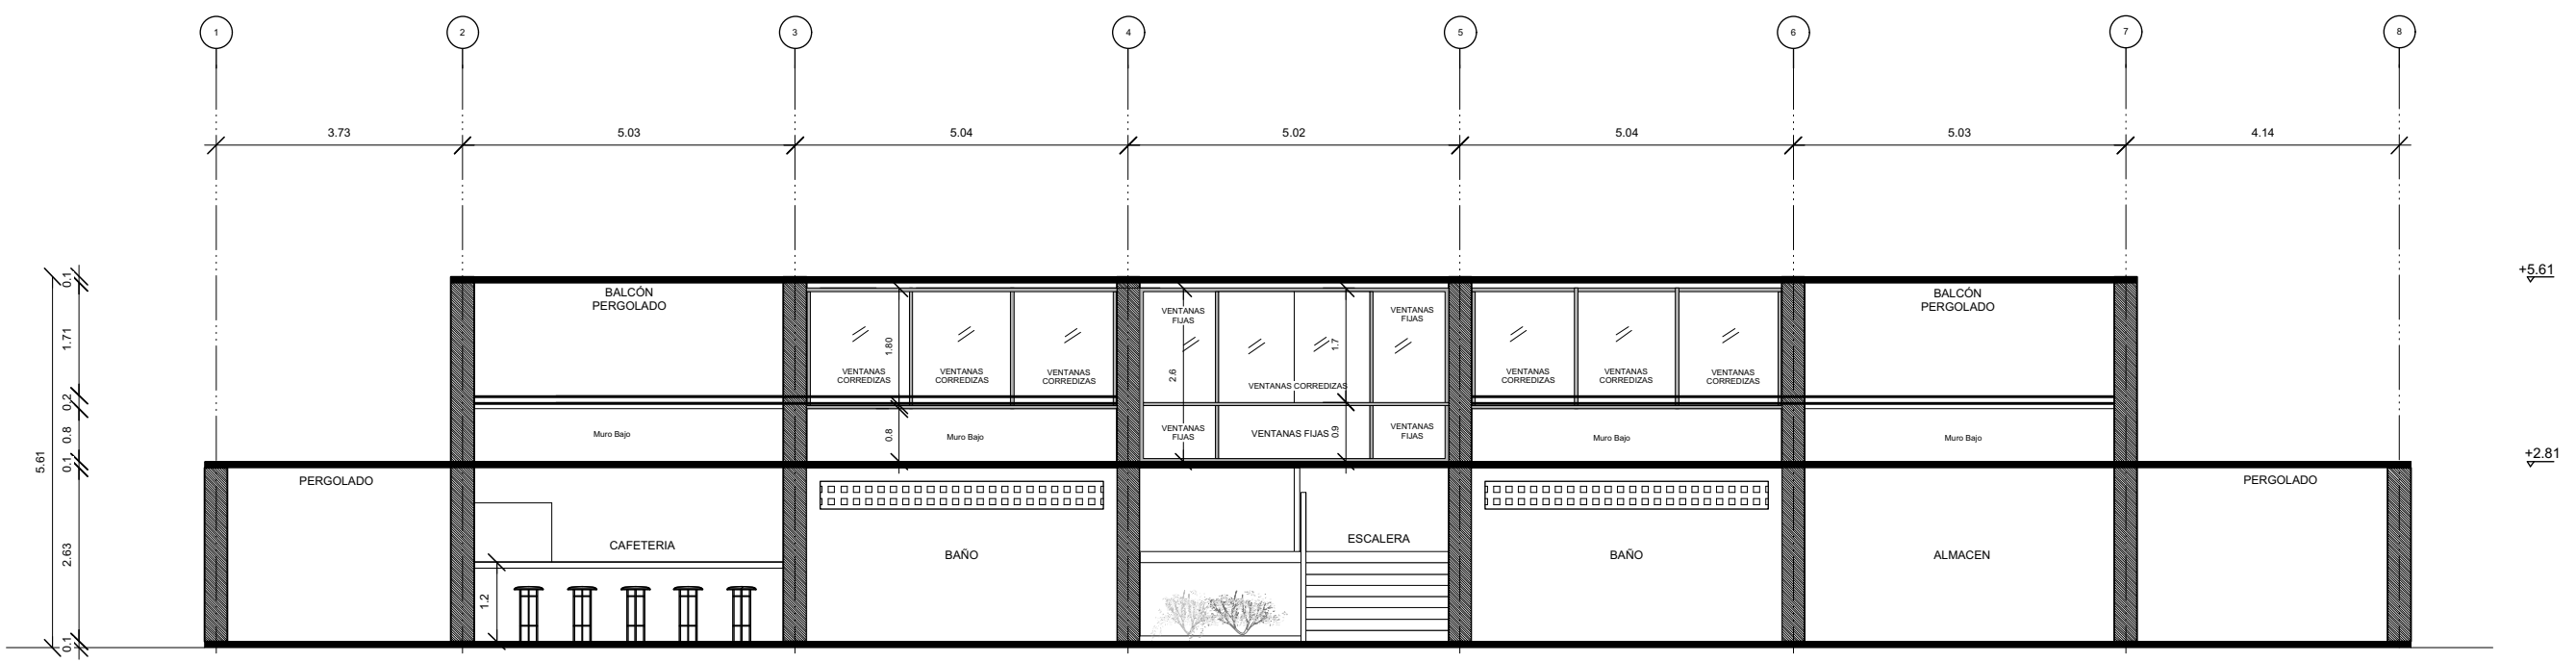 1
2
3
4
5
6
7
8
3.73
5.03
5.04
5.02
5.04
5.03
4.14
+5.61
+2.81
5.61
0.1
1.71
0.2
0.8
0.1
2.63
0.1
BALCÓN
PERGOLADO
1.80
VENTANAS
CORREDIZAS
VENTANAS
CORREDIZAS
VENTANAS
CORREDIZAS
VENTANAS
FIJAS
2.6
VENTANAS CORREDIZAS
1.7
VENTANAS
FIJAS
VENTANAS
CORREDIZAS
VENTANAS
CORREDIZAS
VENTANAS
CORREDIZAS
BALCÓN
PERGOLADO
Muro Bajo
0.8
Muro Bajo
VENTANAS
FIJAS
VENTANAS FIJAS
0.9
VENTANAS
FIJAS
Muro Bajo
Muro Bajo
PERGOLADO
CAFETERIA
1.2
BAÑO
ESCALERA
BAÑO
ALMACEN
PERGOLADO